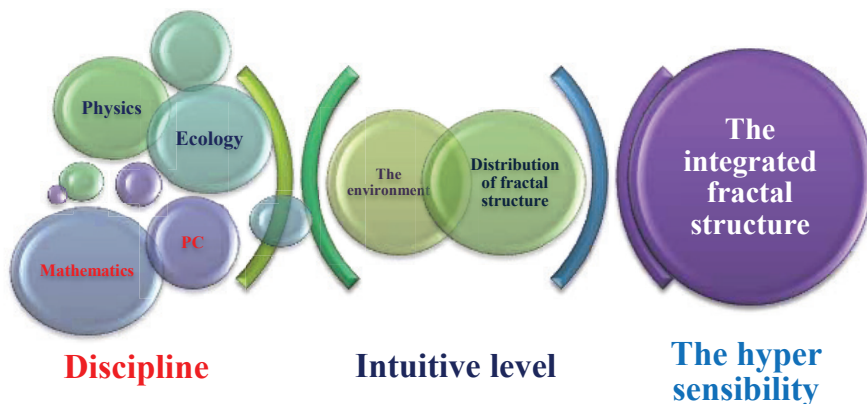 Physics
Ecology
PC
Mathematics
Discipline
The
environment
Distribution
of fractal
structure
Intuitive level
The
integrated
fractal
structure
The hyper
sensibility